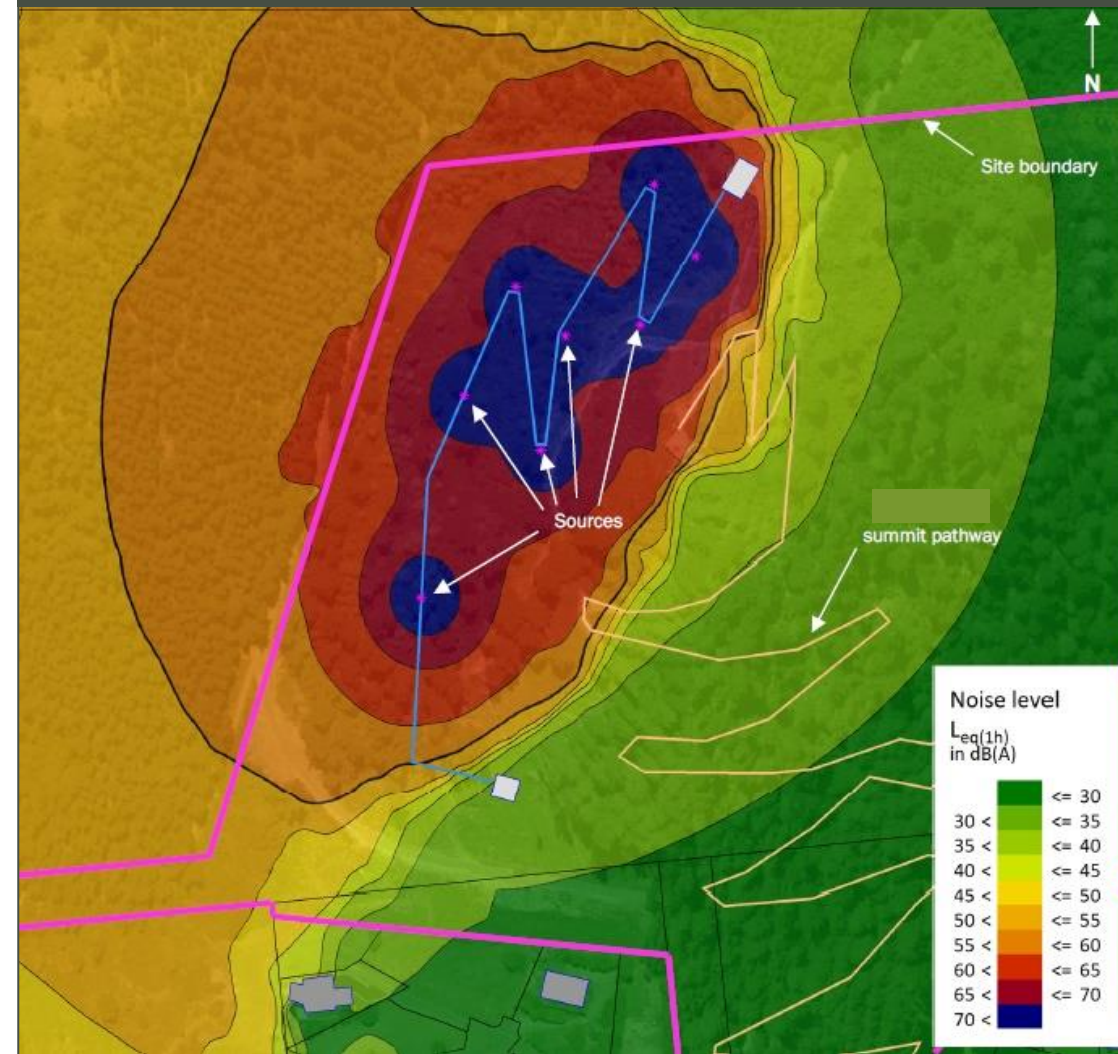 N
Site boundary
Sources
summit pathway
Noise level
Leq(1h)
in dB(A)
<= 30
30 < <= 35
35 < <= 40
40 < <= 45
45 < <= 50
50 < <= 55
55 < <= 60
60 < <= 65
65 < <= 70
70 <